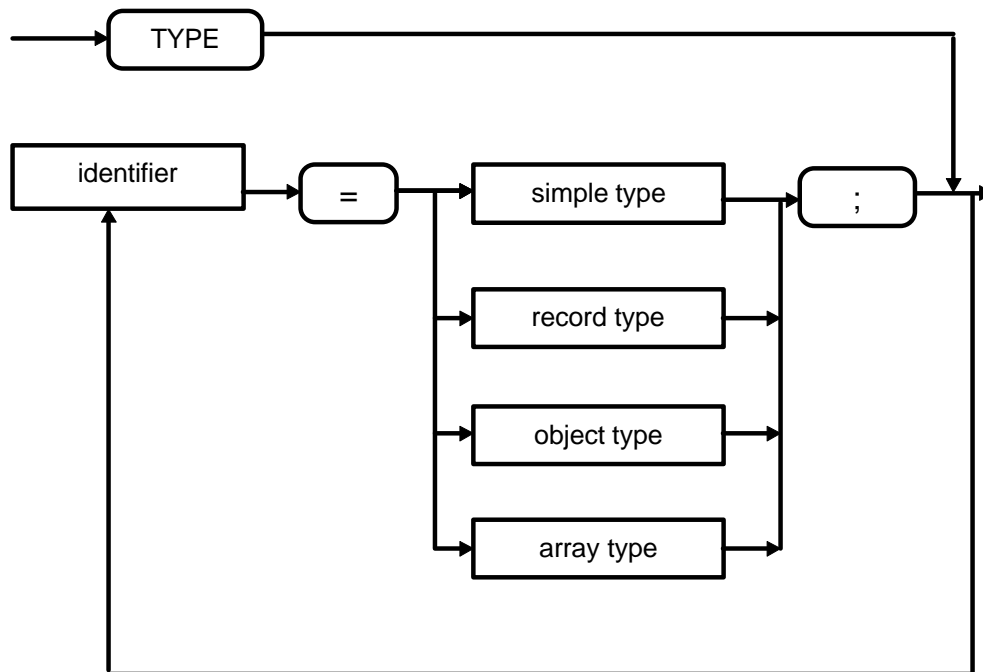 TYPE
identifier
=
simple type
;
record type
object type
array type